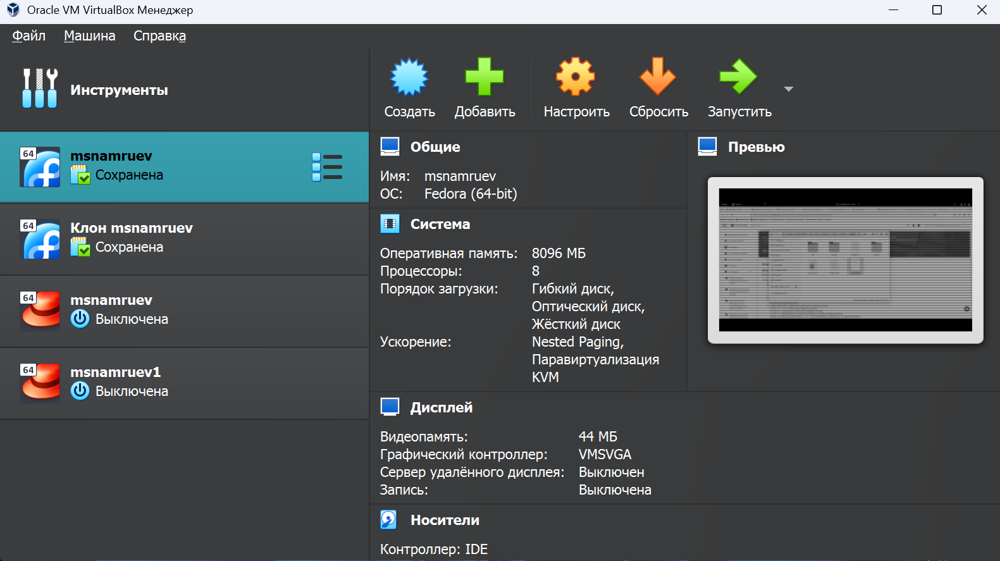 Oracle VM VirtualBox Менеджер
Файл Машина Справка
Инструменты
Создать Добавить Настроить Сбросить Запустить
64 msnamruev
Сохранена
64 Клон msnamruev
Сохранена
64 msnamruev
Выключена
64 msnamruev1
Выключена
Общие
Имя: msnamruev
ОС: Fedora (64-bit)
Система
Оперативная память: 8096 МБ
Процессоры: 8
Порядок загрузки: Гибкий диск,
Оптический диск,
Жёсткий диск
Ускорение: Nested Paging,
Паравиртуализация
KVM
Превью
Дисплей
Видеопамять: 44 МБ
Графический контроллер: VMSVGA
Сервер удалённого дисплея: Выключен
Запись: Выключена
Носители
Контроллер: IDE